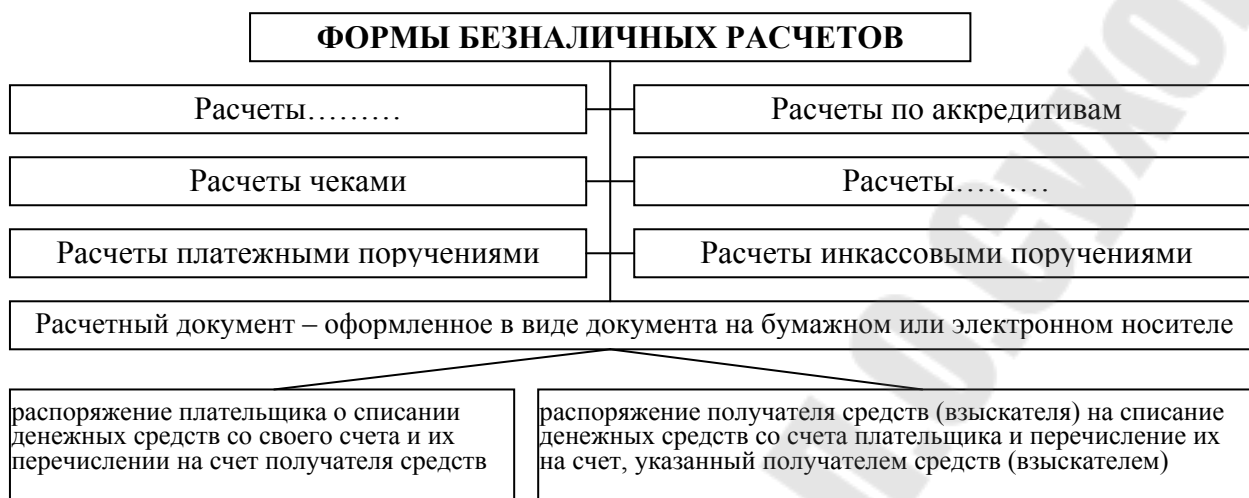 ФОРМЫ БЕЗНАЛИЧНЫХ РАСЧЕТОВ
Расчеты………
Расчеты по аккредитивам
Расчеты чеками
Расчеты………
Расчеты платежными поручениями
Расчеты инкассовыми поручениями
Расчетный документ – оформленное в виде документа на бумажном или электронном носителе
распоряжение плательщика о списании
денежных средств со своего счета и их
перечислении на счет получателя средств
распоряжение получателя средств (взыскателя) на списание
денежных средств со счета плательщика и перечисление их
на счет, указанный получателем средств (взыскателем)